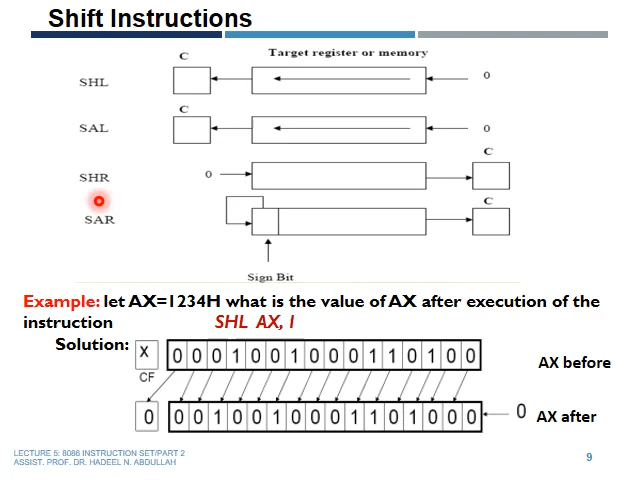 Shift Instructions
C Target register or memory
SHL 0
C
SAL 0
C
SHR 0
C
SAR
Sign Bit
Example: let AX=1234H what is the value of AX after execution of the
instruction SHL AX, 1
Solution: X 0 0 0 1 0 0 1 0 0 0 1 1 0 1 0 0 AX before
CF
0 0 0 1 0 0 1 0 0 0 1 1 0 1 0 0 0 0 AX after
LECTURE 5: 8086 INSTRUCTION SET/PART 2
ASSIST. PROF. DR. HADEEL N. ABDULLAH 9